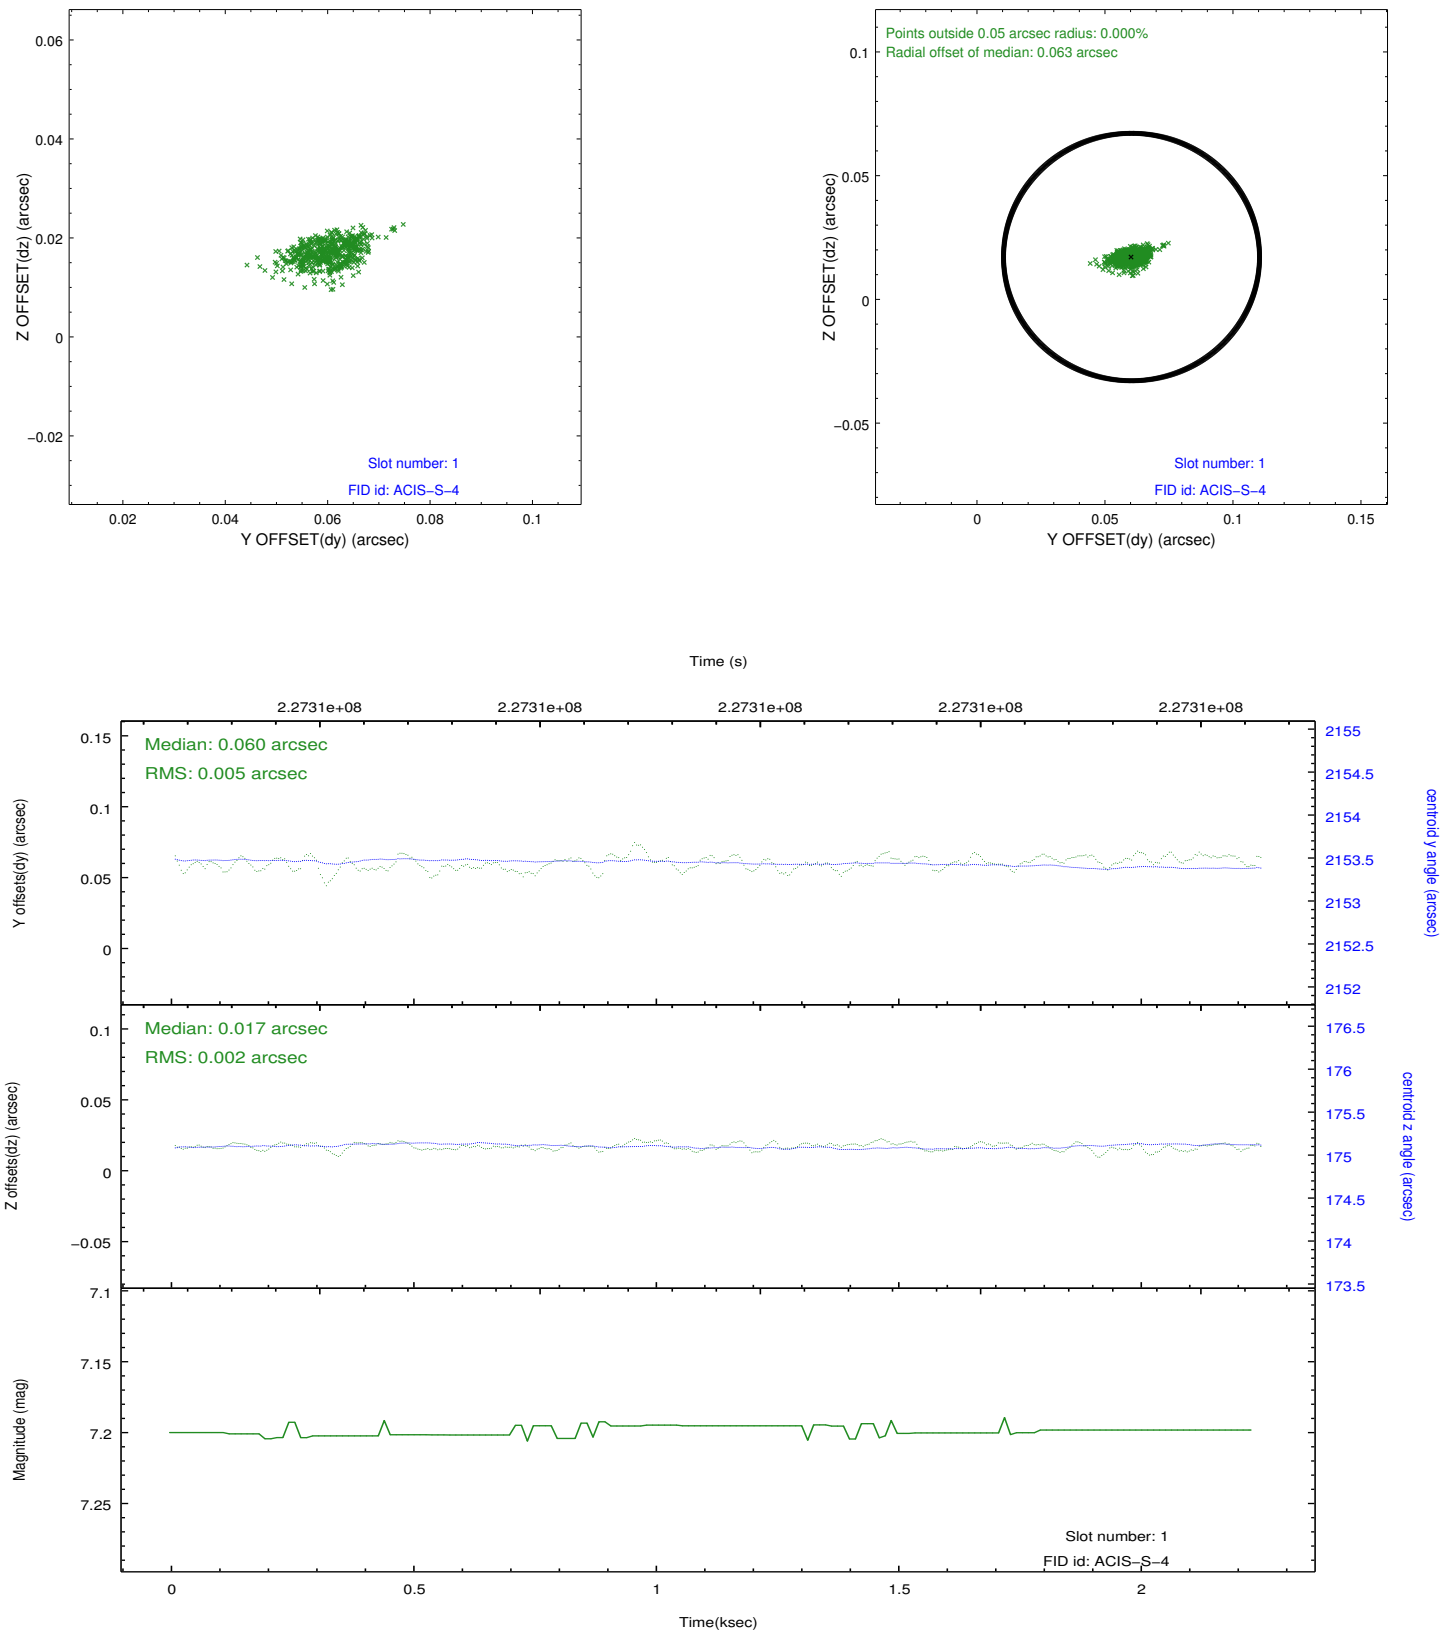 0.06
0.04
0.02
0
−0.02
Z OFFSET(dz) (arcsec)
Slot number: 1
FID id: ACIS−S−4
0.02
0.04
0.06
0.08
0.1
Y OFFSET(dy) (arcsec)
Points outside 0.05 arcsec radius: 0.000%
Radial offset of median: 0.063 arcsec
0.1
0.05
0
−0.05
Z OFFSET(dz) (arcsec)
Slot number: 1
FID id: ACIS−S−4
0
0.05
0.1
0.15
Y OFFSET(dy) (arcsec)
Time (s)
2.2731e+08
2.2731e+08
2.2731e+08
2.2731e+08
2.2731e+08
Median: 0.060 arcsec
RMS: 0.005 arcsec
0.15
0.1
0.05
0
Y offsets(dy) (arcsec)
2155
2154.5
2154
2153.5
2153
2152.5
2152
centroid y angle (arcsec)
Median: 0.017 arcsec
RMS: 0.002 arcsec
0.1
0.05
0
−0.05
Z offsets(dz) (arcsec)
176.5
176
175.5
175
174.5
174
173.5
centroid z angle (arcsec)
7.1
7.15
7.2
7.25
Magnitude (mag)
Slot number: 1
FID id: ACIS−S−4
0
0.5
1
1.5
2
Time(ksec)